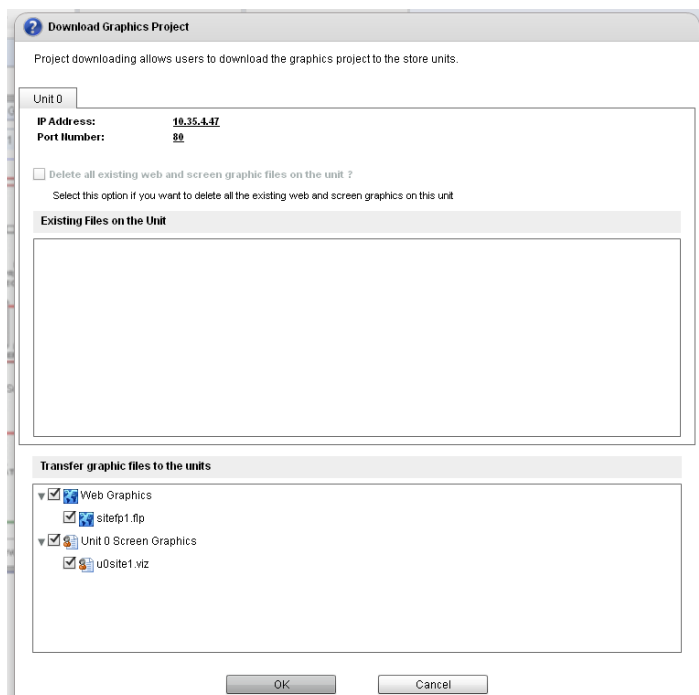 Download Graphics Project
Project downloading allows users to download the graphics project to the store units.
Unit 0
IP Address: 10.35.4.47
Port Number: 80
Delete all existing web and screen graphic files on the unit ?
Select this option if you want to delete all the existing web and screen graphics on this unit
Existing Files on the Unit
Transfer graphic files to the units
Web Graphics
sitefp1.flp
Unit 0 Screen Graphics
u0site1.viz
OK Cancel